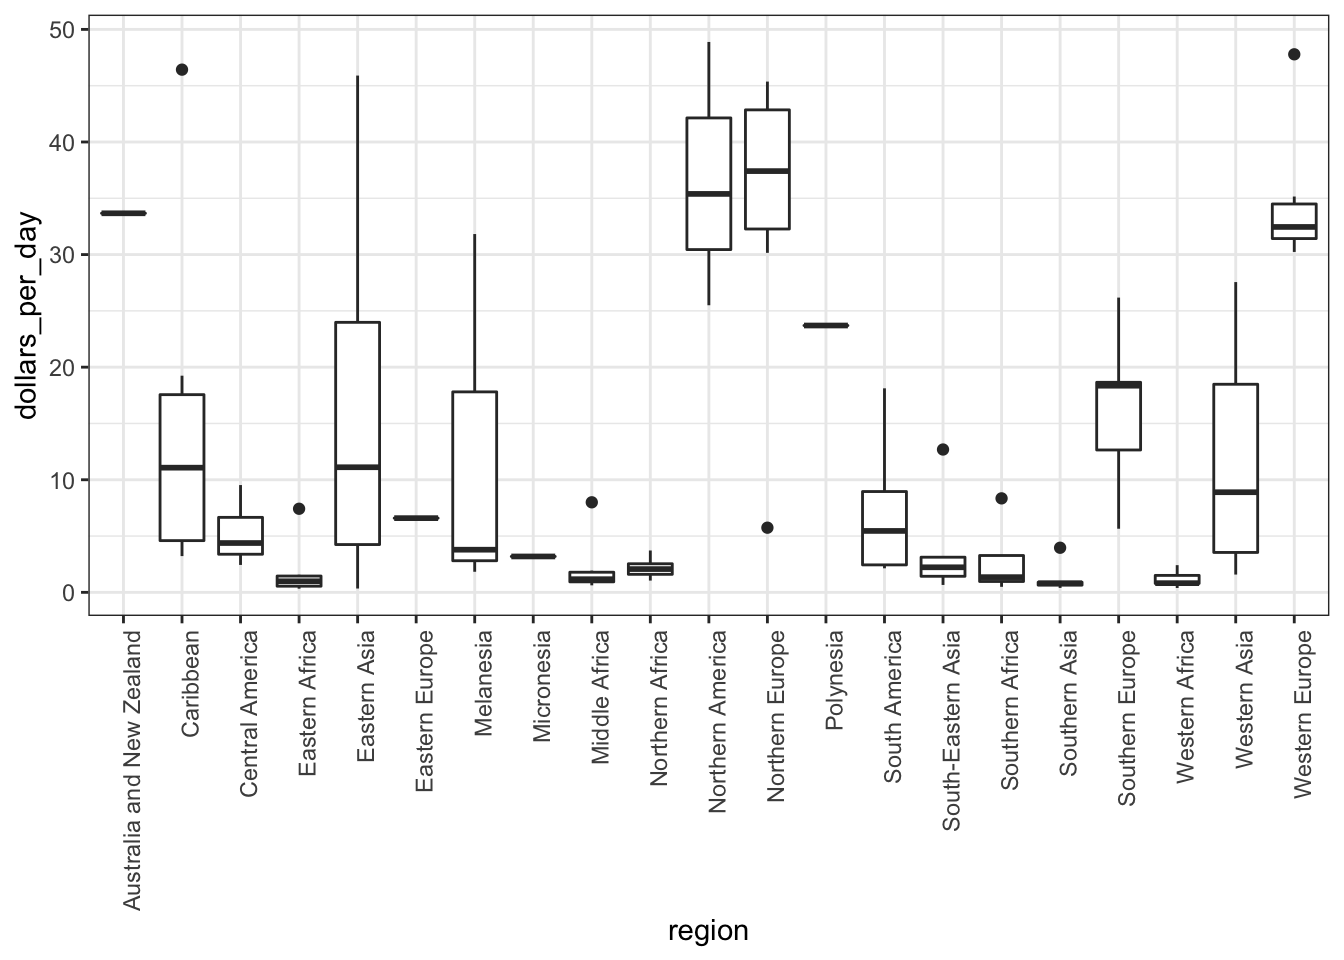 50
40
30
20
10
0
dollars_per_day
Australia and New Zealand
Caribbean
Central America
Eastern Africa
Eastern Asia
Eastern Europe
Melanesia
Micronesia
Middle Africa
Northern Africa
Northern America
Northern Europe
Polynesia
South America
South-Eastern Asia
Southern Africa
Southern Asia
Southern Europe
Western Africa
Western Asia
Western Europe
region